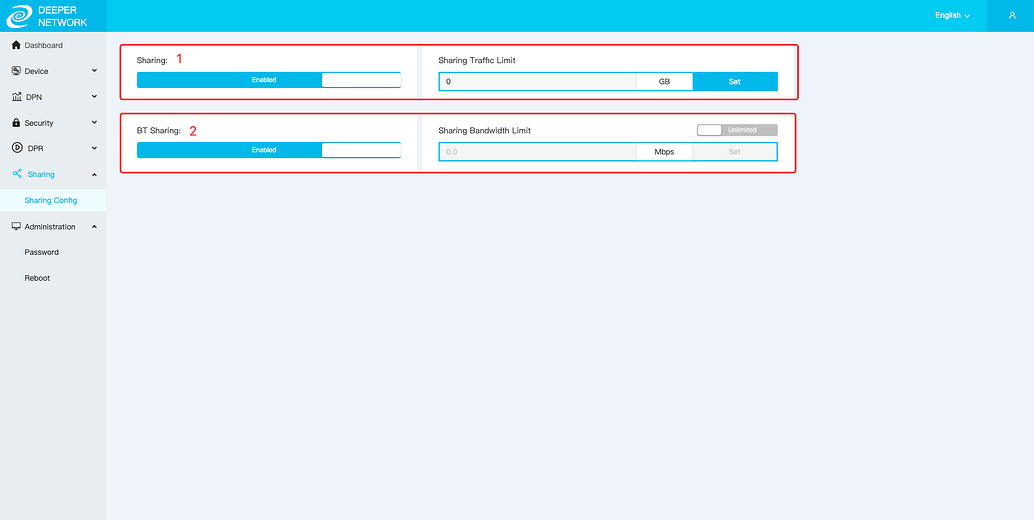 DEEPER
NETWORK
English
Dashboard
Device
DPN
Security
DPR
Sharing
Sharing Config
Administration
Password
Reboot
Sharing: 1
Enabled
Sharing Traffic Limit
0 GB Set
BT Sharing: 2
Enabled
Sharing Bandwidth Limit Unlimited
0.0 Mbps Set